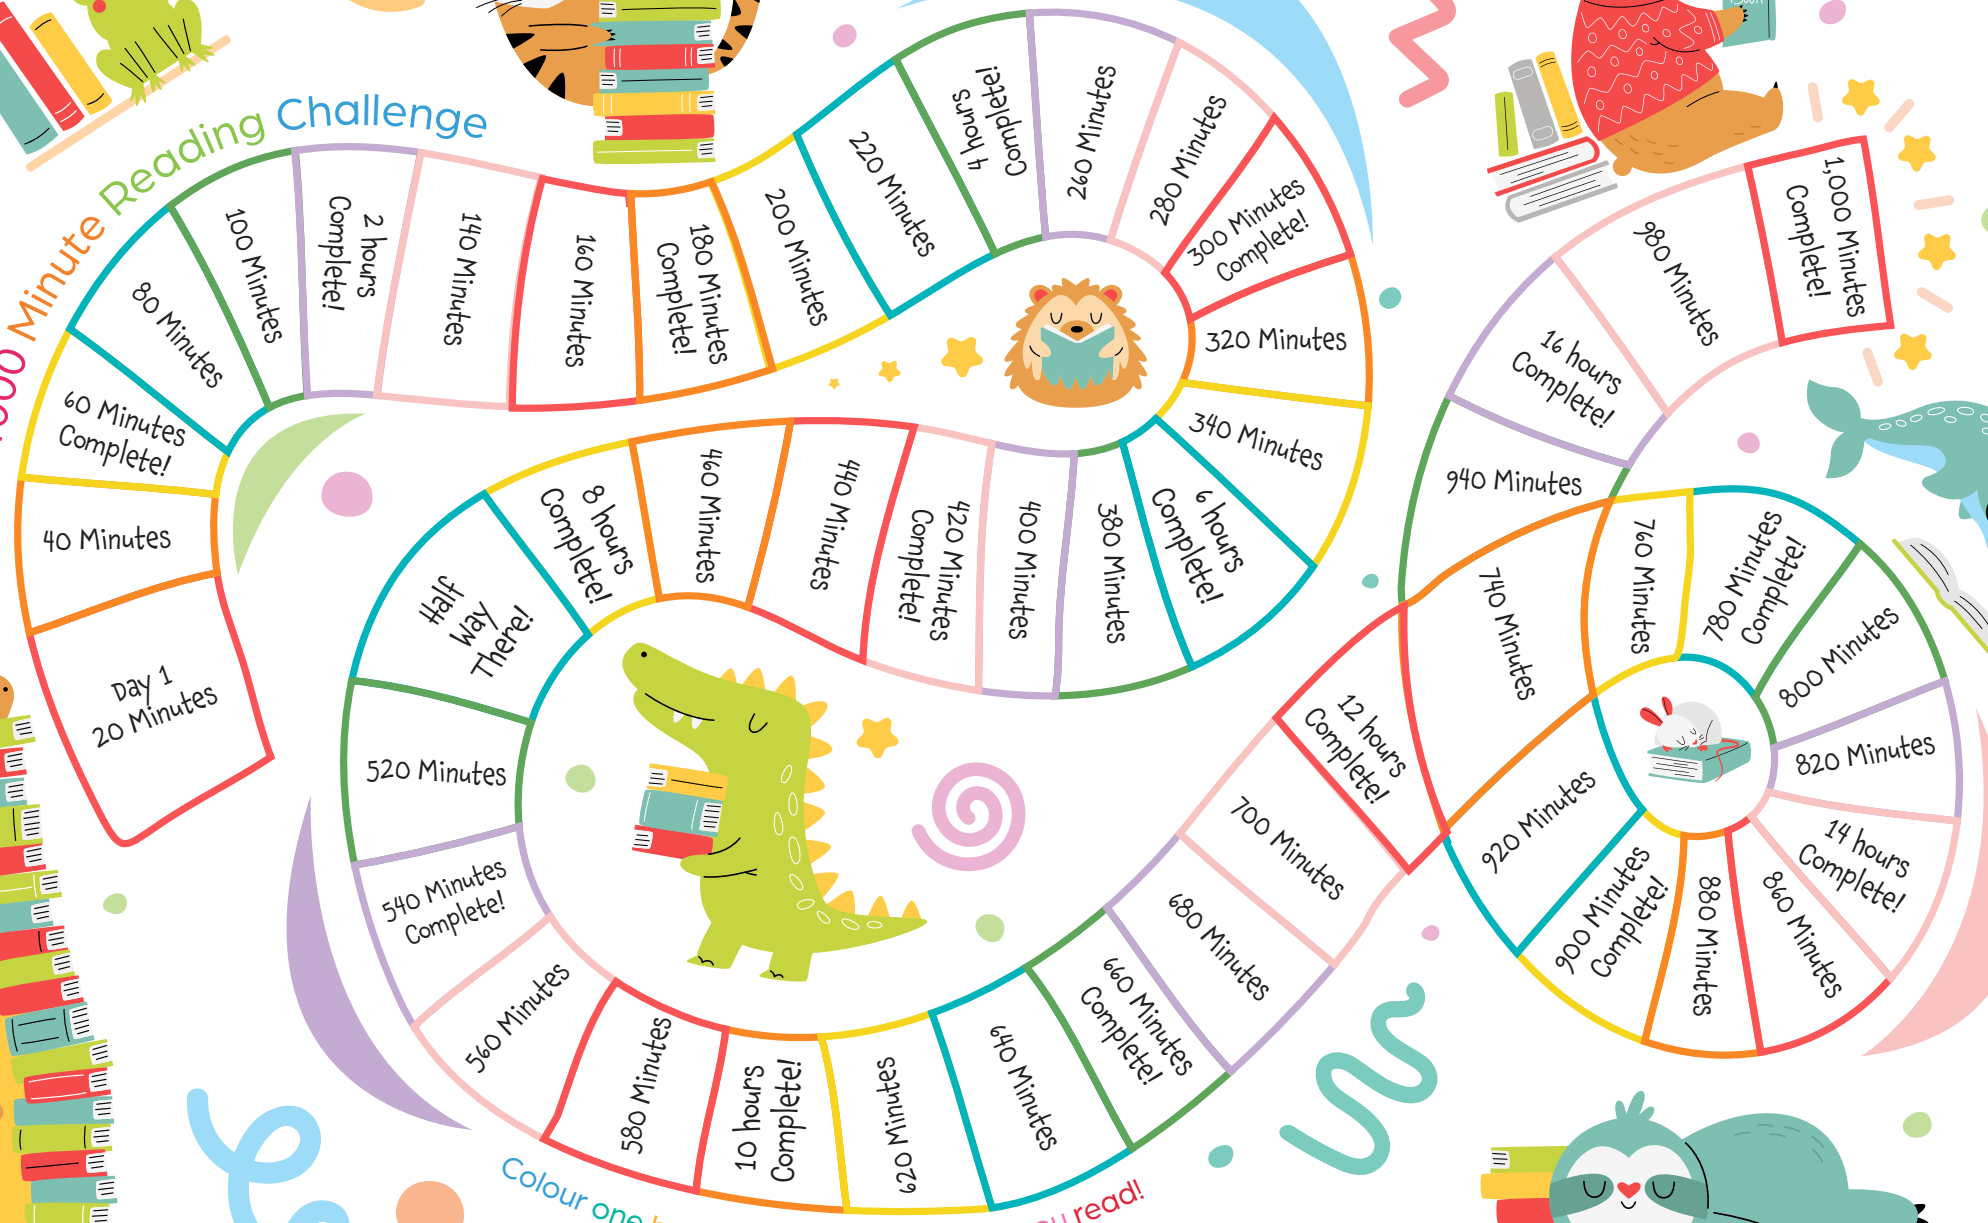 000 Minute Reading Challenge
Day 1
20 Minutes
40 Minutes
60 Minutes
Complete!
80 Minutes
100 Minutes
2 hours
Complete!
140 Minutes
160 Minutes
180 Minutes
Complete!
200 Minutes
220 Minutes
4 hours
Complete!
260 Minutes
280 Minutes
300 Minutes
Complete!
320 Minutes
340 Minutes
6 hours
Complete!
380 Minutes
400 Minutes
420 Minutes
Complete!
440 Minutes
460 Minutes
8 hours
Complete!
Half
Way
There!
520 Minutes
540 Minutes
Complete!
560 Minutes
580 Minutes
10 hours
Complete!
620 Minutes
640 Minutes
660 Minutes
Complete!
680 Minutes
700 Minutes
12 hours
Complete!
740 Minutes
760 Minutes
780 Minutes
Complete!
800 Minutes
820 Minutes
14 hours
Complete!
860 Minutes
880 Minutes
900 Minutes
Complete!
920 Minutes
940 Minutes
16 hours
Complete!
980 Minutes
1,000 Minutes
Complete!
Colour one
read!